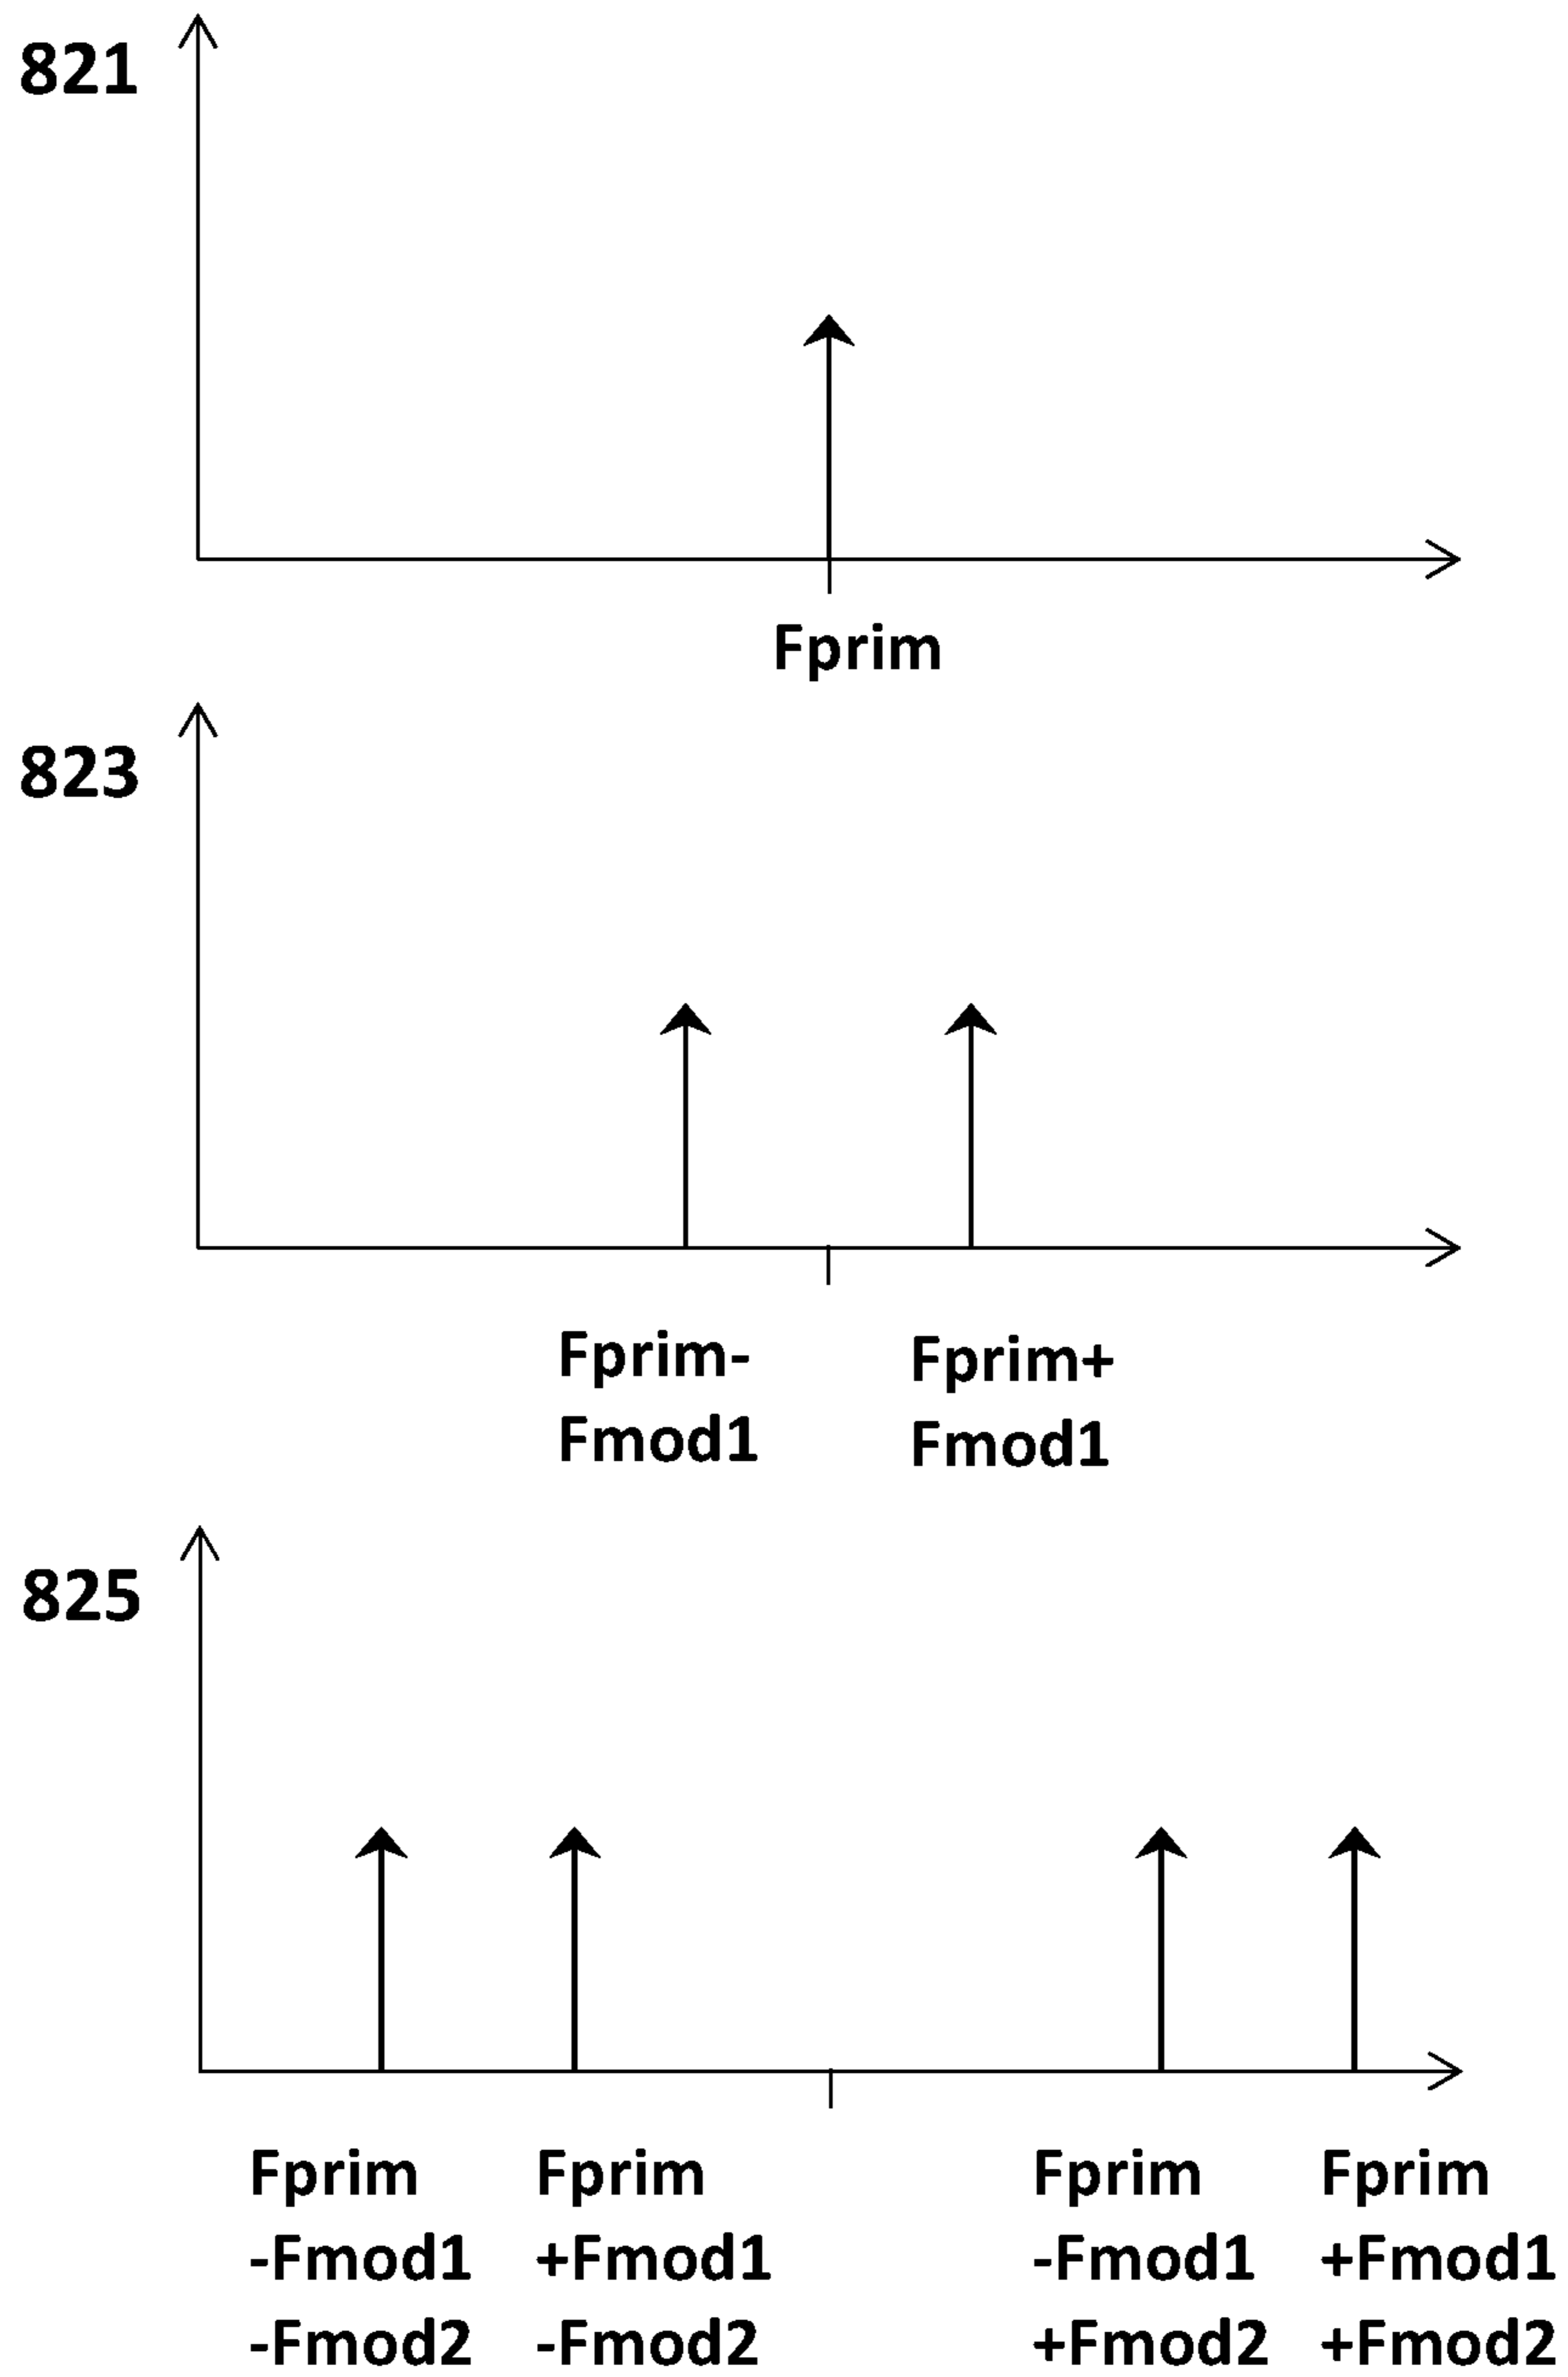 821
Fprim
823
Fprim-
Fmod1
Fprim+
Fmod1
825
Fprim
-Fmod1
-Fmod2
Fprim
+Fmod1
-Fmod2
Fprim
-Fmod1
+Fmod2
Fprim
+Fmod1
+Fmod2